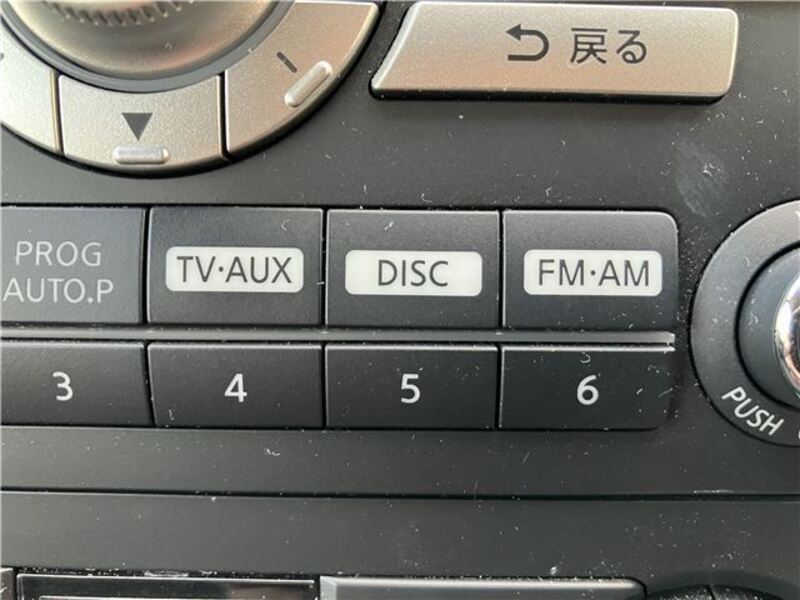 戻る
PROG
AUTO.P
TV·AUX
DISC
FM·AM
3
4
5
6
PUSH